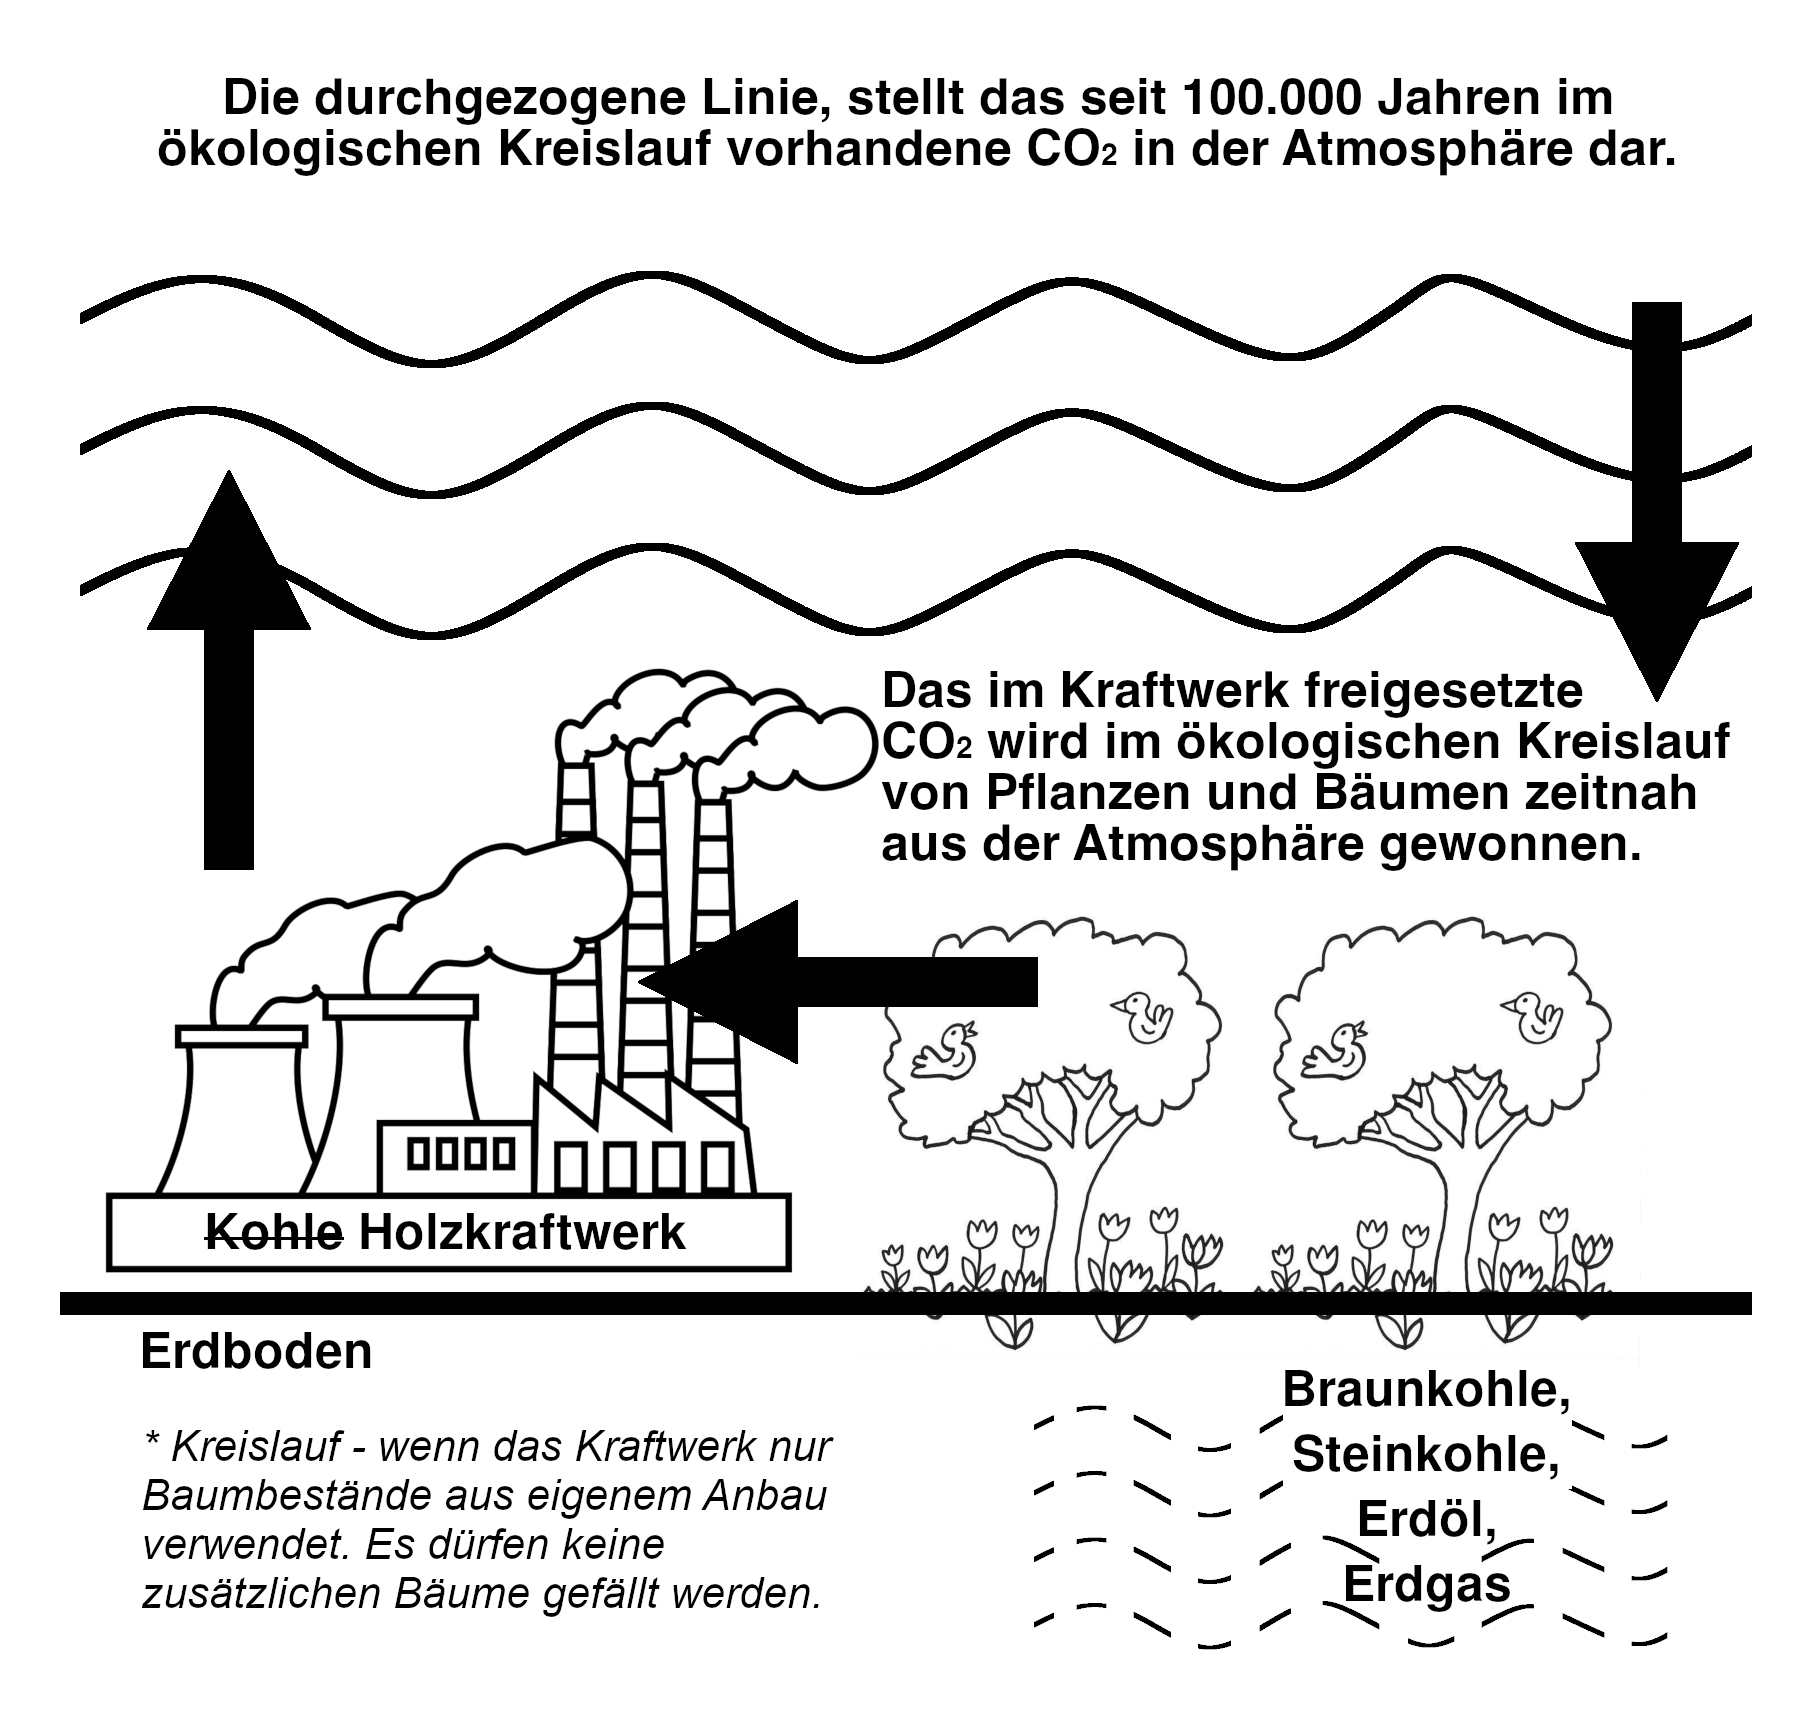 Die durchgezogene Linie, stellt das seit 100.000 Jahren im
ökologischen Kreislauf vorhandene CO₂ in der Atmosphäre dar.
Das im Kraftwerk freigesetzte
CO₂ wird im ökologischen Kreislauf
von Pflanzen und Bäumen zeitnah
aus der Atmosphäre gewonnen.
Kohle Holzkraftwerk
Erdboden
* Kreislauf - wenn das Kraftwerk nur
Baumbestände aus eigenem Anbau
verwendet. Es dürfen keine
zusätzlichen Bäume gefällt werden.
Braunkohle,
Steinkohle,
Erdöl,
Erdgas